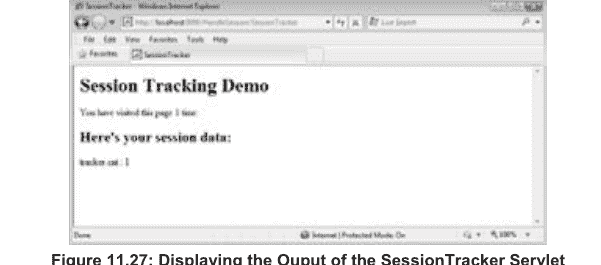 SessionTracker - Windows Internet Explorer
Live Search
File Edit View Favorites Tools Help
Favorites SessionTracker
Session Tracking Demo
You have visited this page 1 time
Here's your session data:
tracker cnt : 1
Done Internet | Protected Mode: On 100%
Figure 11.27: Displaying the Ouput of the SessionTracker Servlet